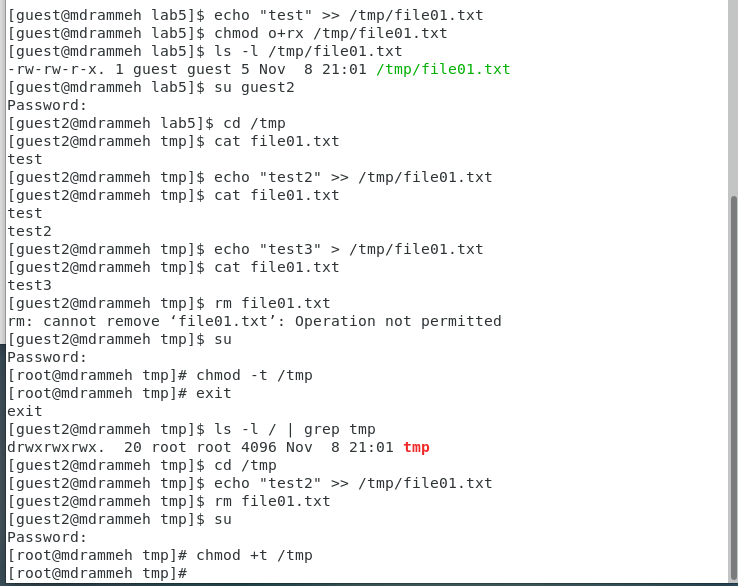 [guest@mdrammeh lab5]$ echo "test" >> /tmp/file01.txt
[guest@mdrammeh lab5]$ chmod o+rx /tmp/file01.txt
[guest@mdrammeh lab5]$ ls -l /tmp/file01.txt
-rw-rw-r-x. 1 guest guest 5 Nov  8 21:01 /tmp/file01.txt
[guest@mdrammeh lab5]$ su guest2
Password:
[guest2@mdrammeh lab5]$ cd /tmp
[guest2@mdrammeh tmp]$ cat file01.txt
test
[guest2@mdrammeh tmp]$ echo "test2" >> /tmp/file01.txt
[guest2@mdrammeh tmp]$ cat file01.txt
test
test2
[guest2@mdrammeh tmp]$ echo "test3" > /tmp/file01.txt
[guest2@mdrammeh tmp]$ cat file01.txt
test3
[guest2@mdrammeh tmp]$ rm file01.txt
rm: cannot remove ‘file01.txt’: Operation not permitted
[guest2@mdrammeh tmp]$ su
Password:
[root@mdrammeh tmp]# chmod -t /tmp
[root@mdrammeh tmp]# exit
exit
[guest2@mdrammeh tmp]$ ls -l / | grep tmp
drwxrwxrwx.  20 root root 4096 Nov  8 21:01 tmp
[guest2@mdrammeh tmp]$ cd /tmp
[guest2@mdrammeh tmp]$ echo "test2" >> /tmp/file01.txt
[guest2@mdrammeh tmp]$ rm file01.txt
[guest2@mdrammeh tmp]$ su
Password:
[root@mdrammeh tmp]# chmod +t /tmp
[root@mdrammeh tmp]#